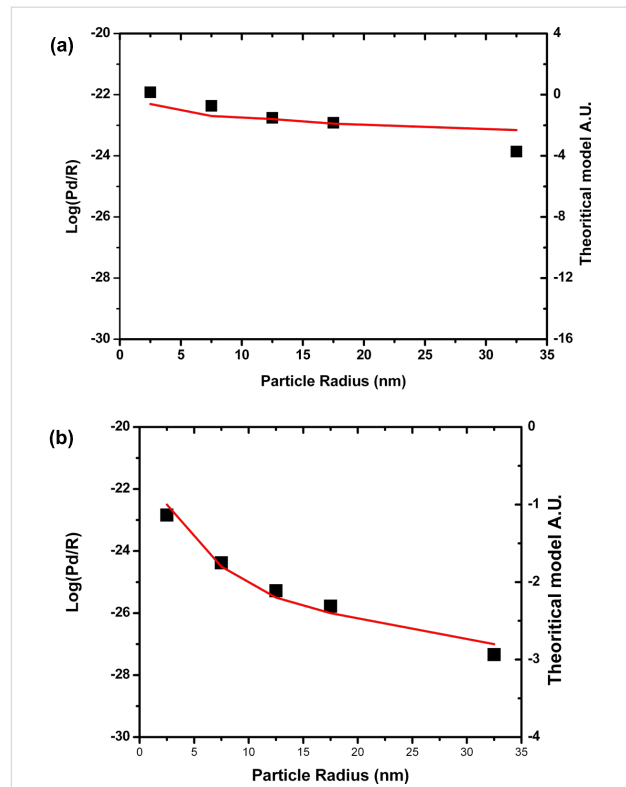 (a)
-20
-22
-24
-26
-28
-30
Log(Pd/R)
4
0
-4
-8
-12
-16
Theoritical model A.U.
0 5 10 15 20 25 30 35
Particle Radius (nm)
(b)
-20
-22
-24
-26
-28
-30
Log(Pd/R)
0
-1
-2
-3
-4
Theoritical model A.U.
0 5 10 15 20 25 30 35
Particle Radius (nm)